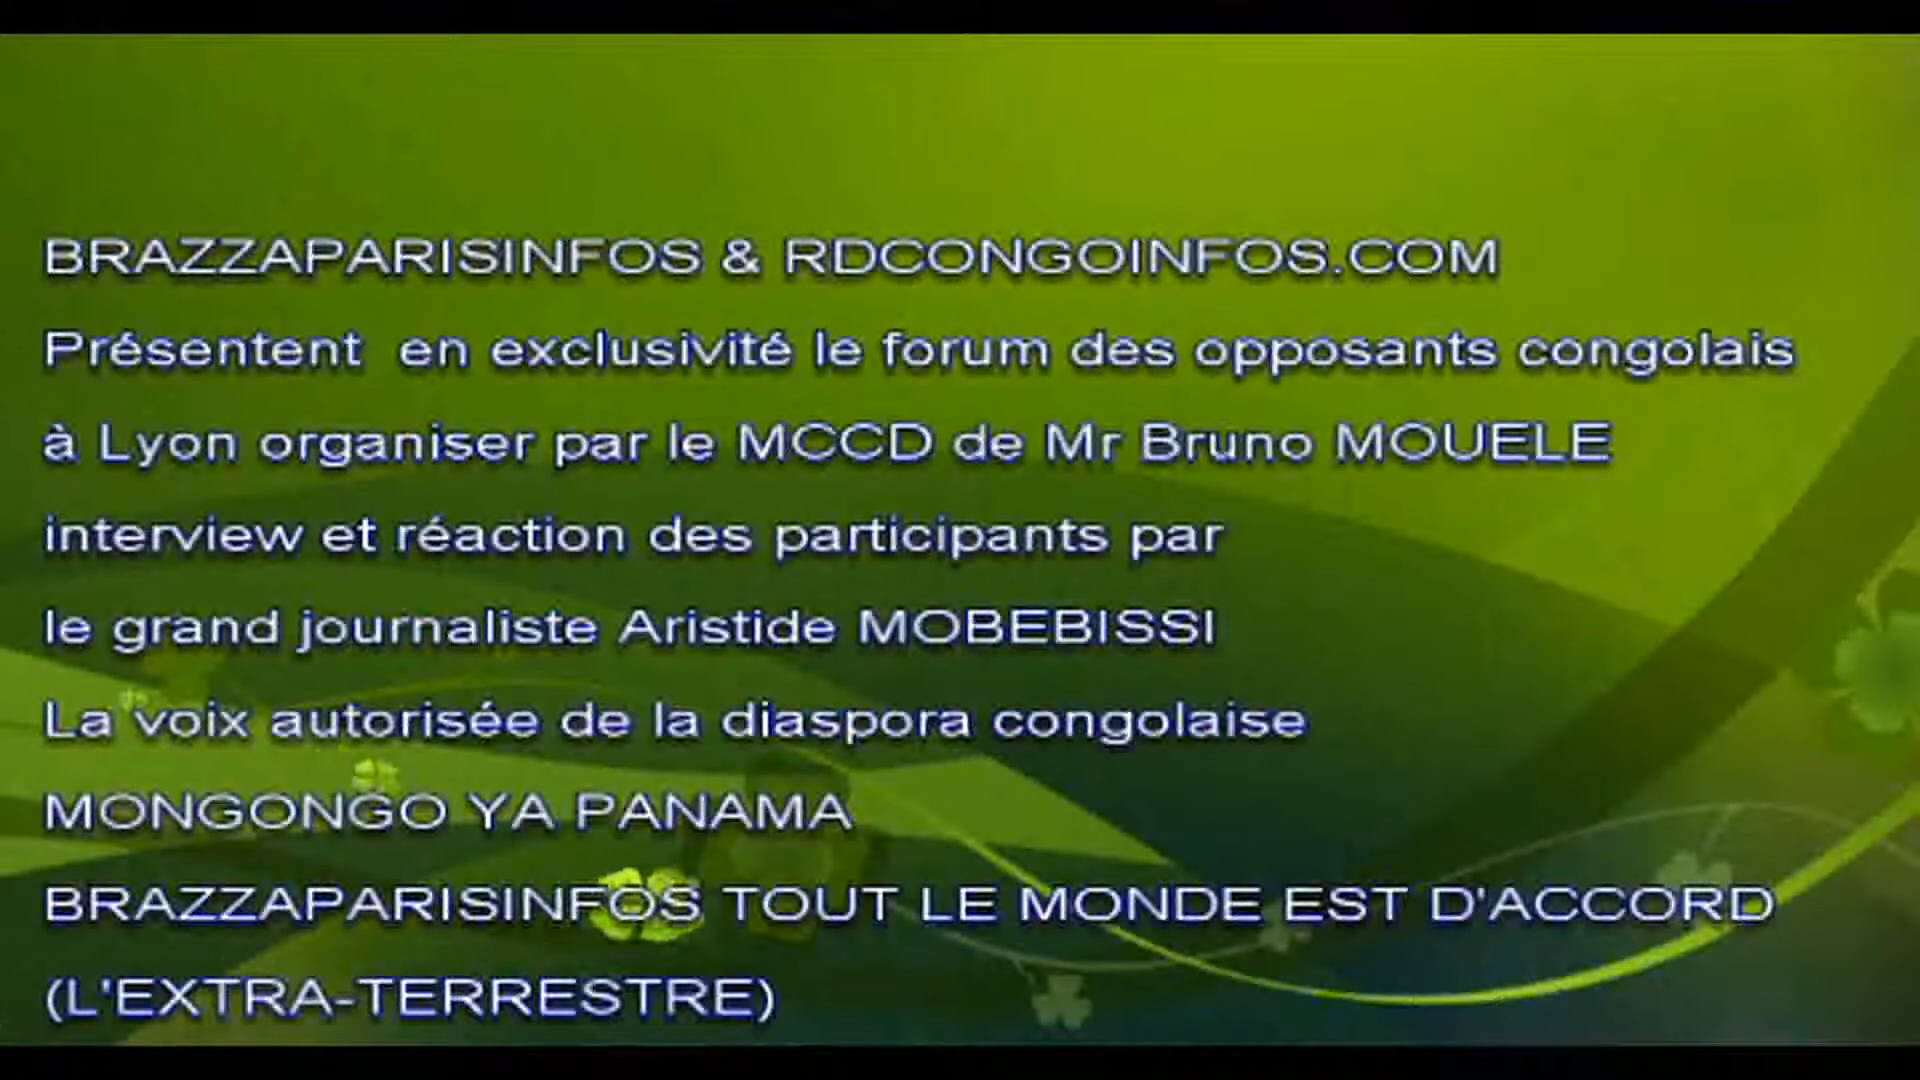 BRAZZAPARISINFOS & RDCONGOINFOS.COM
Présentent en exclusivité le forum des opposants congolais
à Lyon organiser par le MCCD de Mr Bruno MOUELE
interview et réaction des participants par
le grand journaliste Aristide MOBEBISSI
La voix autorisée de la diaspora congolaise
MONGONGO YA PANAMA
BRAZZAPARISINFOS TOUT LE MONDE EST D'ACCORD
(L'EXTRA-TERRESTRE)